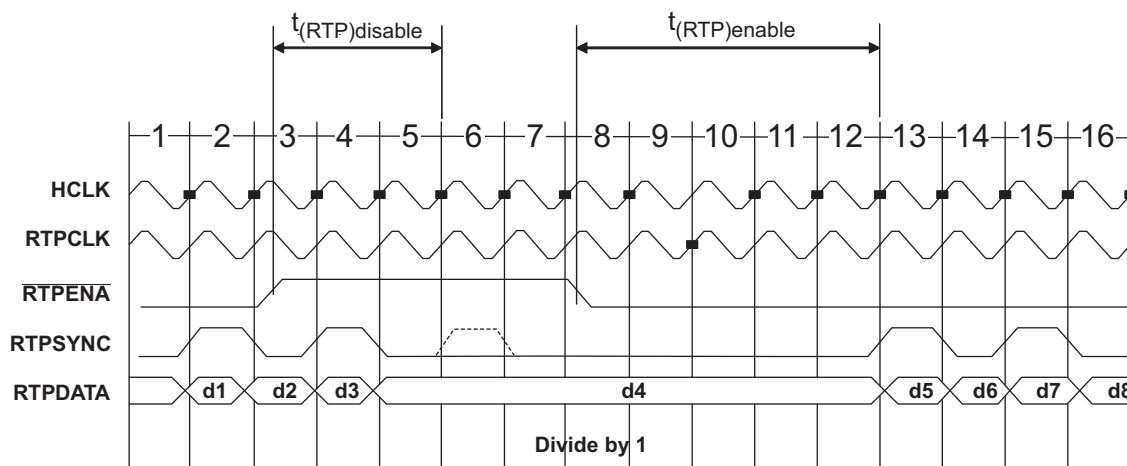 t(RTP)disable
t(RTP)enable
1 2 3 4 5 6 7 8 9 10 11 12 13 14 15 16
HCLK
RTPCLK
RTPENA
RTPSYNC
RTPDATA d1 d2 d3 d4 d5 d6 d7 d8
Divide by 1